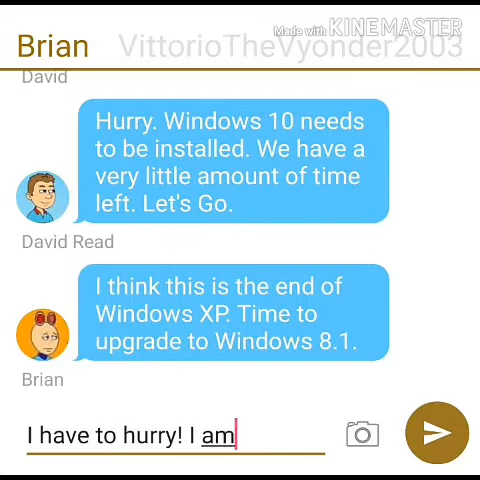 Made with KINEMASTER
Brian VittorioTheVyonder2003
David
Hurry. Windows 10 needs
to be installed. We have a
very little amount of time
left. Let's Go.
David Read
I think this is the end of
Windows XP. Time to
upgrade to Windows 8.1.
Brian
I have to hurry! I am